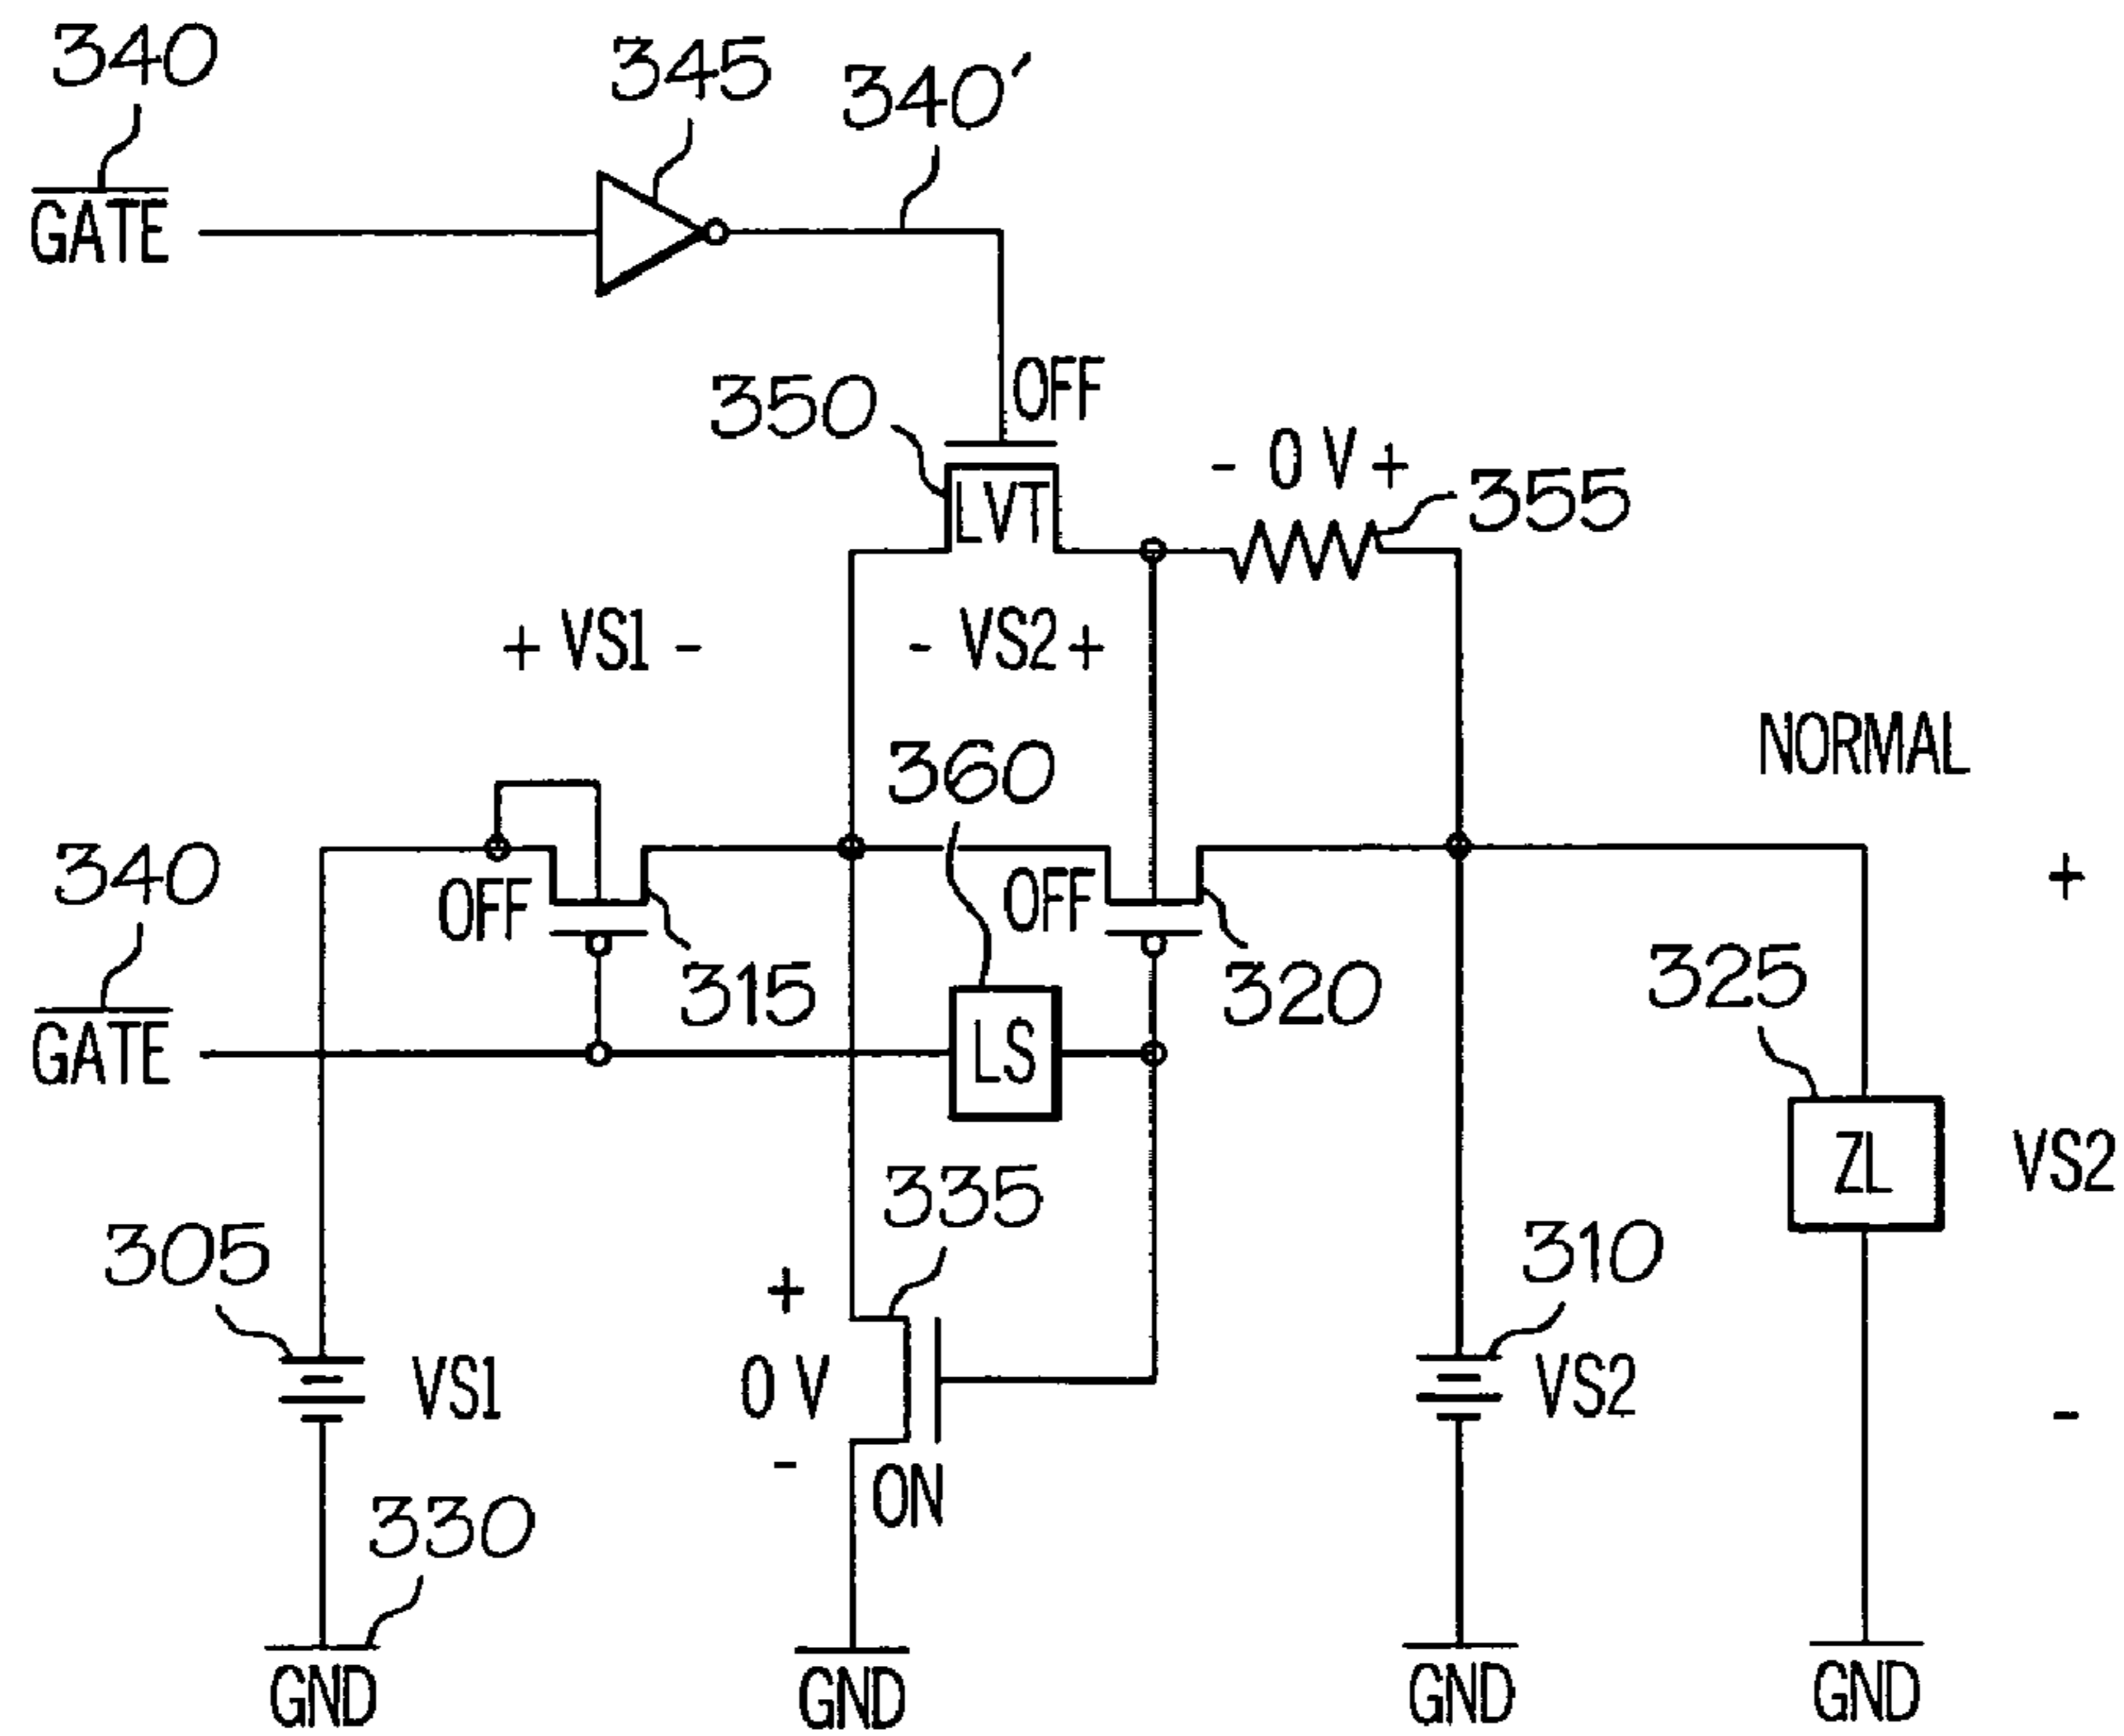 340
345
340'
GATE
OFF
350
- 0 V +
355
LVT
+ VS1 -
- VS2 +
NORMAL
360
340
OFF
OFF
+
315
320
325
GATE
LS
ZL
VS2
335
305
310
+
VS1
0 V
VS2
-
-
ON
330
GND
GND
GND
GND